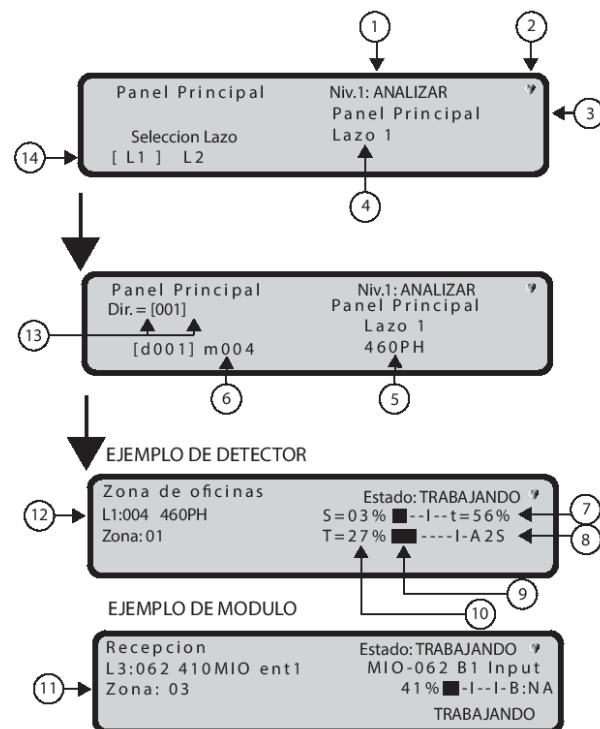 1
2
Panel Principal Niv.1: ANALIZAR
Panel Principal
3
Seleccion Lazo Lazo 1
14
[ L1 ] L2
4
Panel Principal Niv.1: ANALIZAR
Dir. = [001] Panel Principal
13
Lazo 1
[d001] m004 460PH
6
5
EJEMPLO DE DETECTOR
Zona de oficinas Estado: TRABAJANDO
12
L1:004 460PH S=03% --I--t=56%
7
Zona: 01 T=27% ----I-A2S
8
9
10
EJEMPLO DE MODULO
Recepcion Estado: TRABAJANDO
L3:062 410MIO ent1 MIO-062 B1 Input
11
Zona: 03 41% -I--I-B:NA
TRABAJANDO